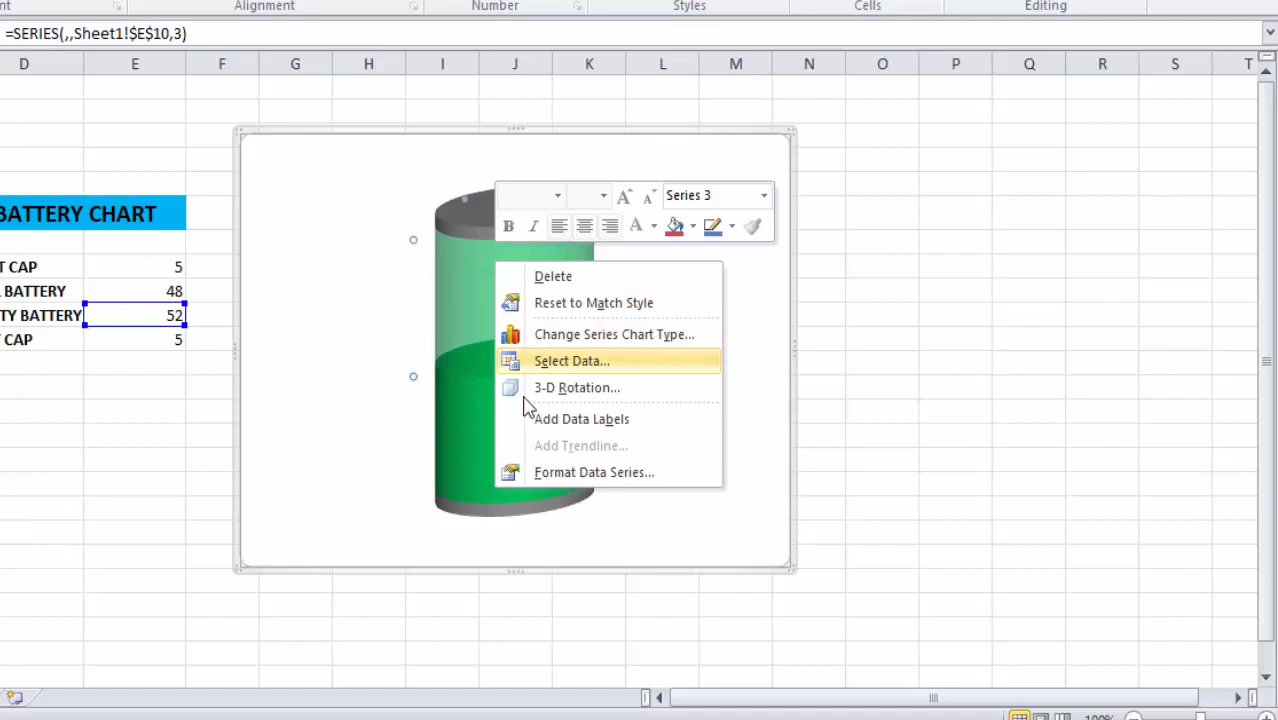 nt Alignment Number Styles Cells Editing
=SERIES(,,Sheet1!$E$10,3)
D E F G H I J K L M N O P Q R S T
Series 3
BATTERY CHART
B I A
T CAP 5
Delete
BATTERY 48
Reset to Match Style
TY BATTERY 52
Change Series Chart Type...
T CAP 5
Select Data...
3-D Rotation...
Add Data Labels
Add Trendline...
Format Data Series...
100%